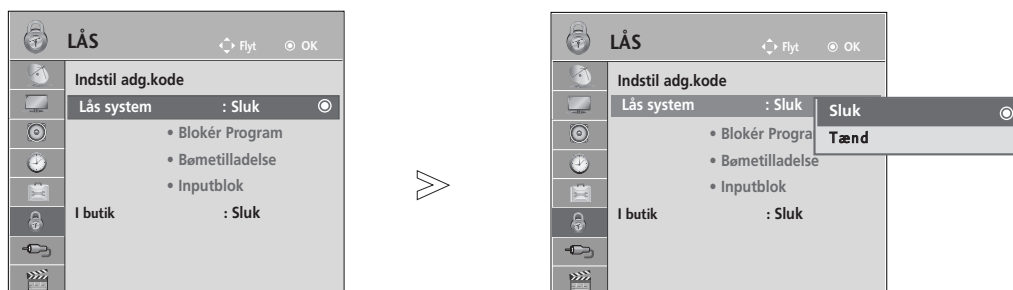 LÅS
Flyt
OK
Indstil adg.kode
Lås system : Sluk
• Blokér Program
• Bømetilladelse
• Inputblok
I butik : Sluk
LÅS
Flyt
OK
Indstil adg.kode
Lås system : Sluk
• Blokér Progra
• Bømetilladelse
• Inputblok
I butik : Sluk
Sluk
Tænd